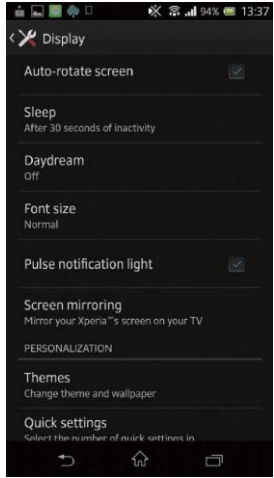 94% 13:37
Display
Auto-rotate screen
Sleep
After 30 seconds of inactivity
Daydream
Off
Font size
Normal
Pulse notification light
Screen mirroring
Mirror your Xperia™'s screen on your TV
PERSONALIZATION
Themes
Change theme and wallpaper
Quick settings
Select the number of quick settings in